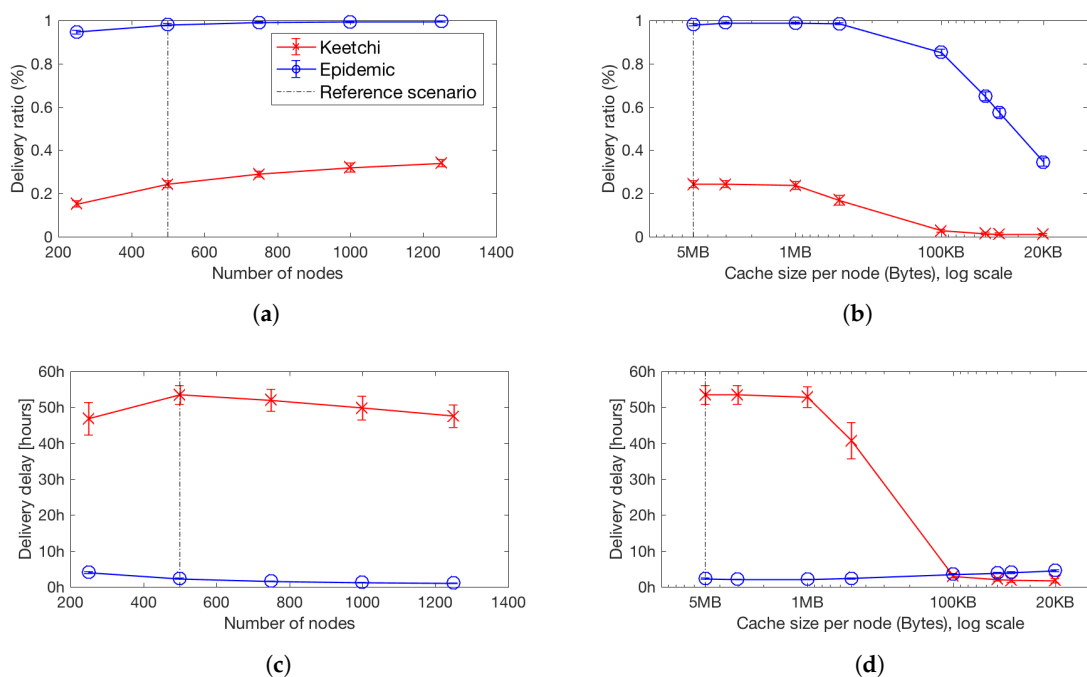 1
0.8
0.6
0.4
0.2
0
Delivery ratio (%)
Keetchi
Epidemic
Reference scenario
200 400 600 800 1000 1200 1400
Number of nodes
(a)
1
0.8
0.6
0.4
0.2
0
Delivery ratio (%)
5MB 1MB 100KB 20KB
Cache size per node (Bytes), log scale
(b)
60h
50h
40h
30h
20h
10h
0h
Delivery delay [hours]
200 400 600 800 1000 1200 1400
Number of nodes
(c)
60h
50h
40h
30h
20h
10h
0h
Delivery delay [hours]
5MB 1MB 100KB 20KB
Cache size per node (Bytes), log scale
(d)